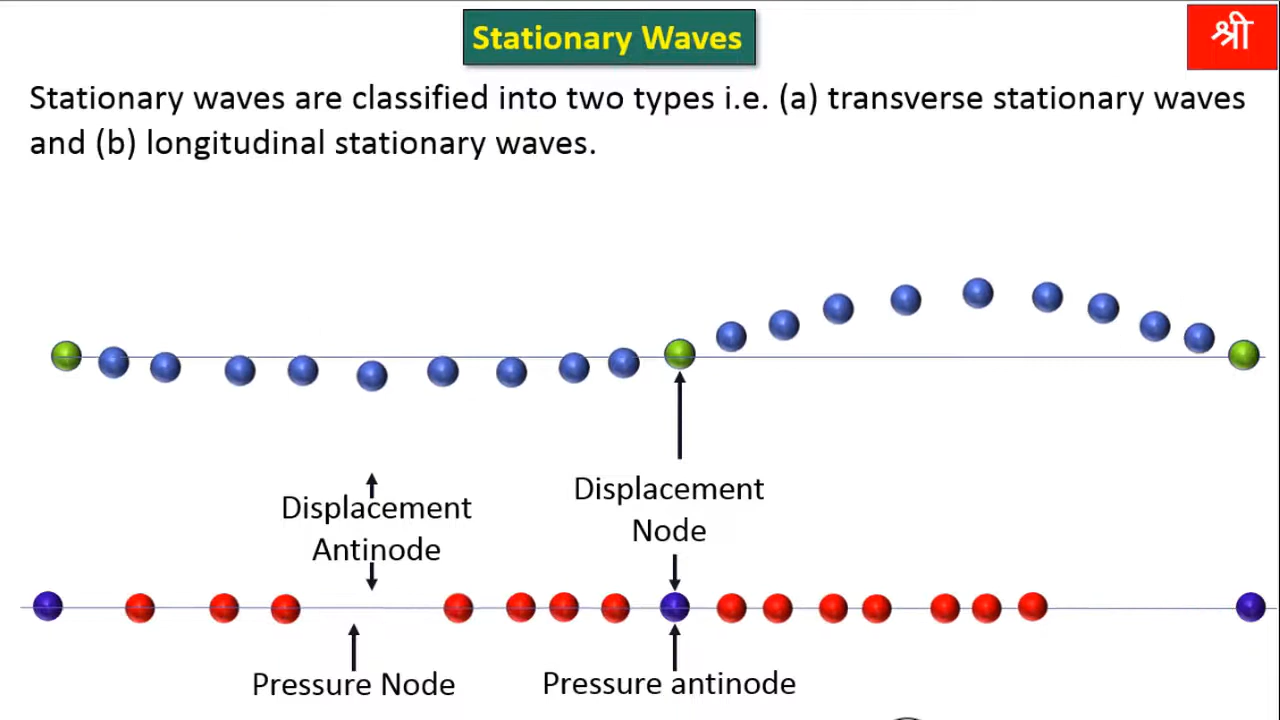 Stationary Waves
श्री
Stationary waves are classified into two types i.e. (a) transverse stationary waves
and (b) longitudinal stationary waves.
Displacement
Antinode
Displacement
Node
Pressure Node
Pressure antinode